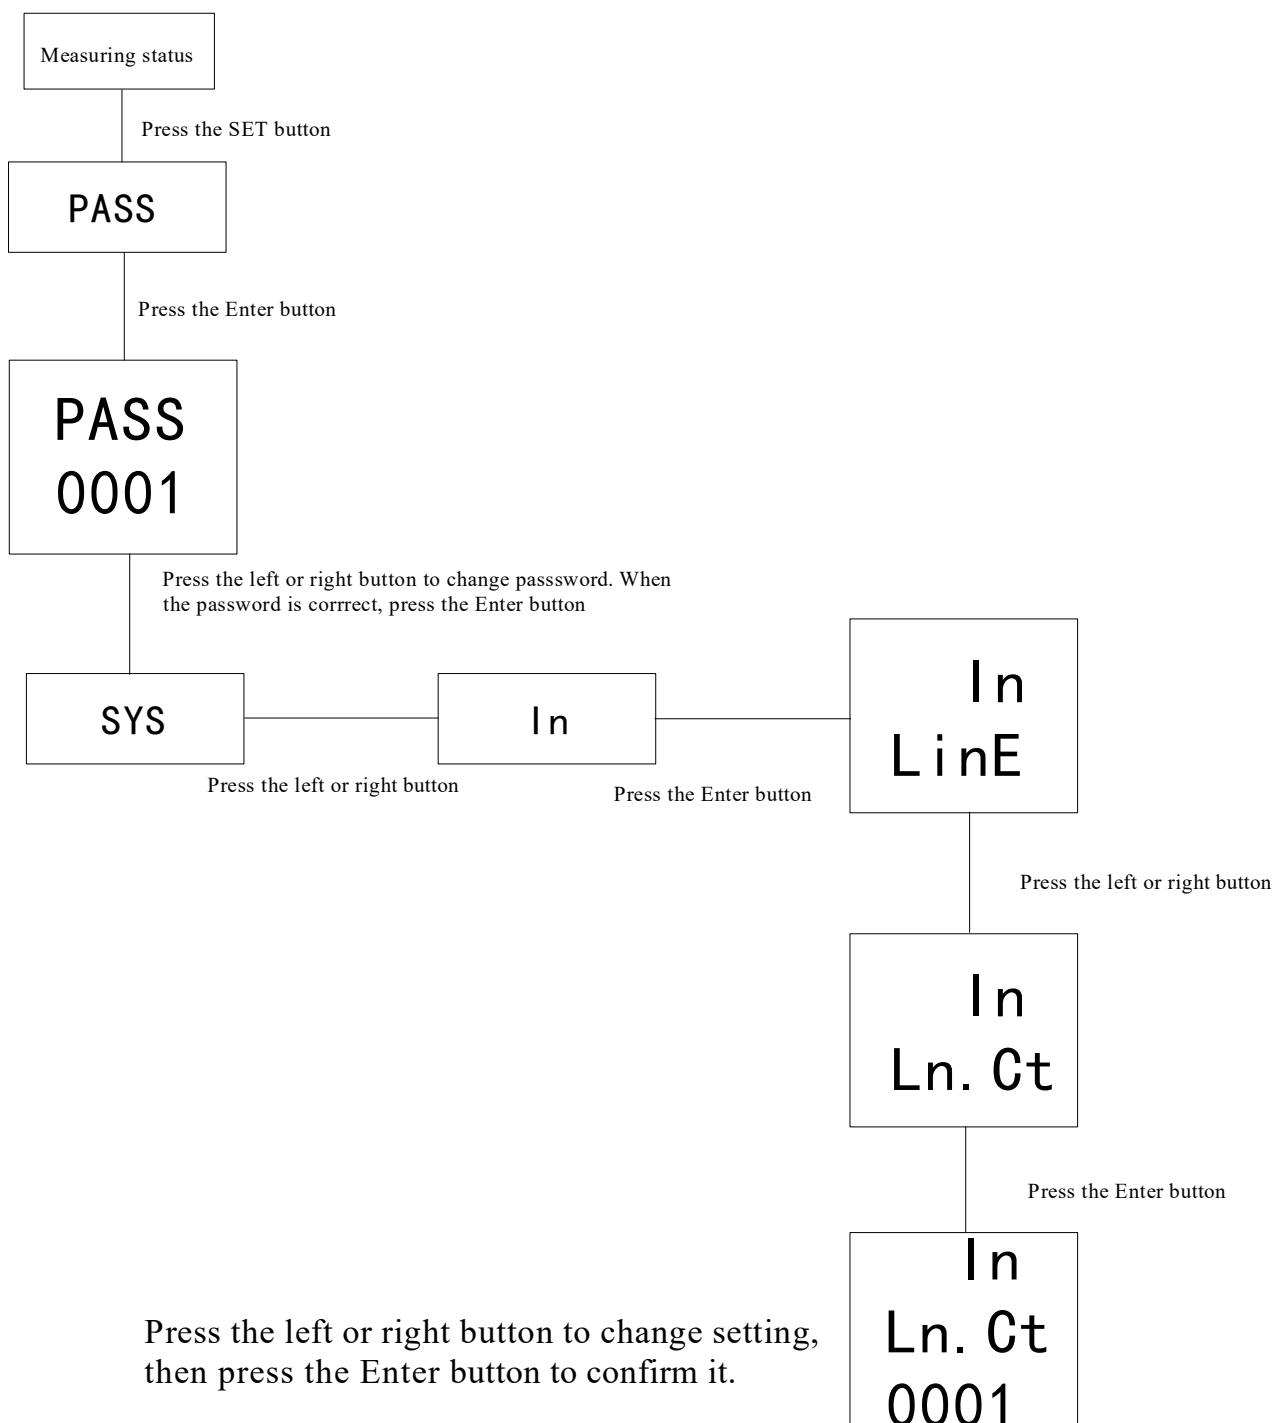 Measuring status
Press the SET button
PASS
Press the Enter button
PASS
0001
Press the left or right button to change passsword. When
the password is corrrect, press the Enter button
SYS
Press the left or right button
In
Press the Enter button
In
LinE
Press the left or right button
In
Ln.Ct
Press the Enter button
In
Ln.Ct
0001
Press the left or right button to change setting,
then press the Enter button to confirm it.